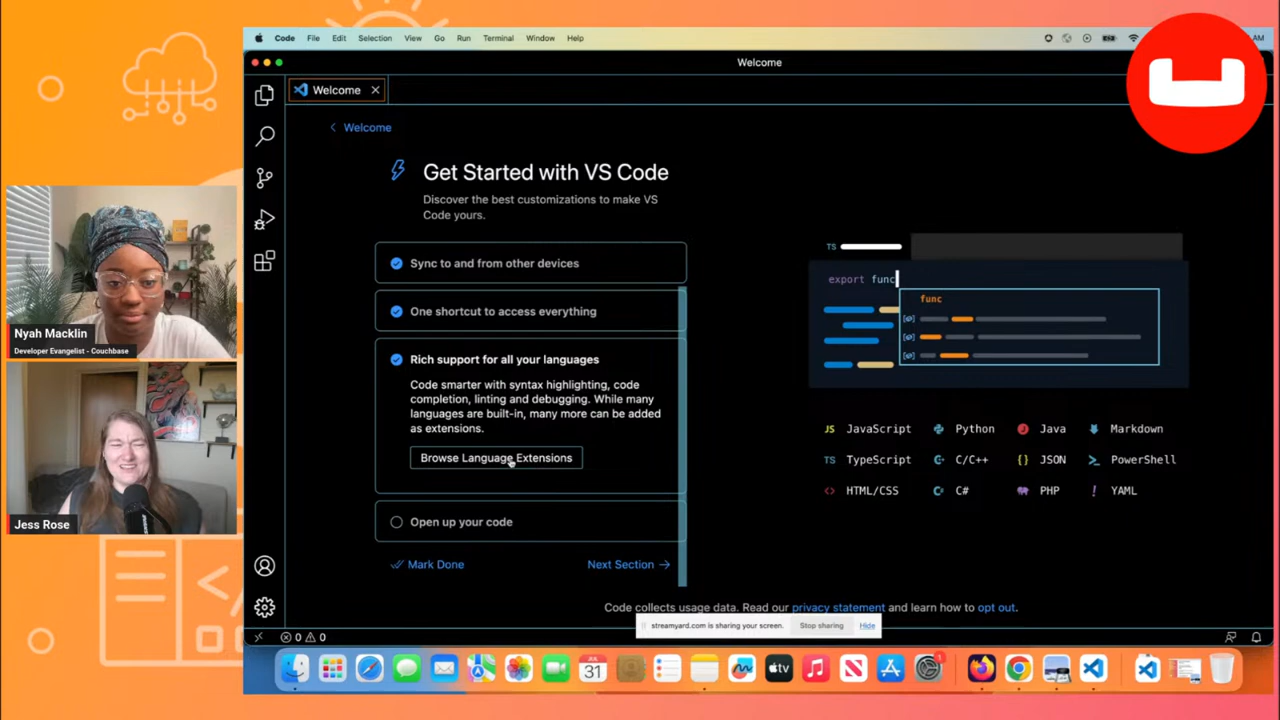 Code File Edit Selection View Go Run Terminal Window Help
AM
Welcome
Welcome
Welcome
Get Started with VS Code
Discover the best customizations to make VS
Code yours.
Sync to and from other devices
One shortcut to access everything
Rich support for all your languages
Code smarter with syntax highlighting, code
completion, linting and debugging. While many
languages are built-in, many more can be added
as extensions.
Browse Language Extensions
Open up your code
Mark Done
Next Section
TS
export func
func
JS JavaScript Python Java Markdown
TS TypeScript C/C++ {} JSON PowerShell
<> HTML/CSS C# PHP ! YAML
Code collects usage data. Read our privacy statement and learn how to opt out.
streamyard.com is sharing your screen. Stop sharing Hide
0 0
Nyah Macklin
Developer Evangelist - Couchbase
Jess Rose
JUL
31
tv
1